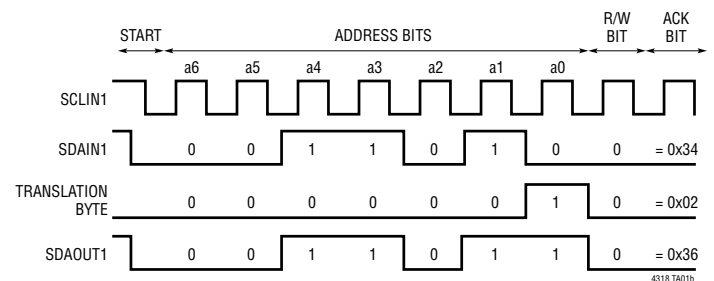 R/W ACK
START ADDRESS BITS BIT BIT
a6 a5 a4 a3 a2 a1 a0
SCLIN1
SDAIN1 0 0 1 1 0 1 0 0 = 0x34
TRANSLATION
BYTE 0 0 0 0 0 0 1 0 = 0x02
SDAOUT1 0 0 1 1 0 1 1 0 = 0x36
4318 TA01b